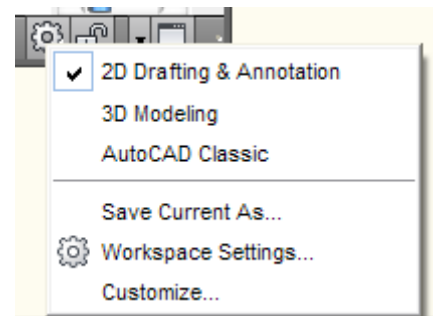 2D Drafting & Annotation
3D Modeling
AutoCAD Classic
Save Current As...
Workspace Settings...
Customize...